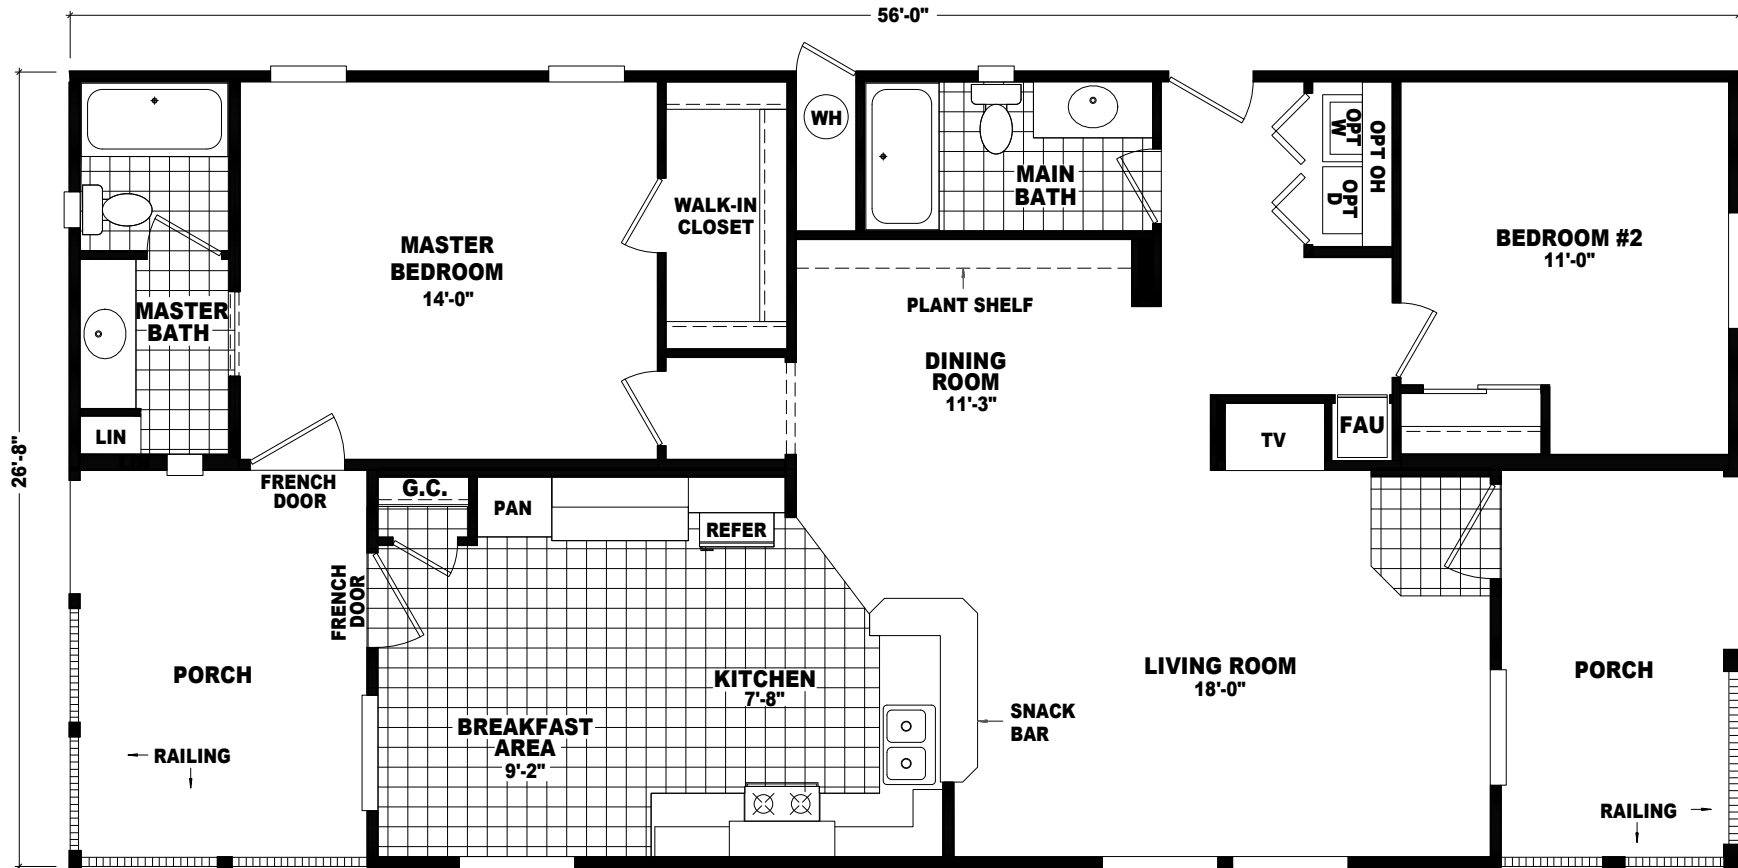 56'-0"
26'-8"
WH
OPT
W
OPT
D
OPT OH
MAIN
BATH
WALK-IN
CLOSET
MASTER
BEDROOM
14'-0"
BEDROOM #2
11'-0"
MASTER
BATH
PLANT SHELF
DINING
ROOM
11'-3"
LIN
TV
FAU
FRENCH
DOOR
G.C.
PAN
REFER
FRENCH
DOOR
PORCH
KITCHEN
7'-8"
LIVING ROOM
18'-0"
PORCH
SNACK
BAR
BREAKFAST
AREA
9'-2"
RAILING
RAILING